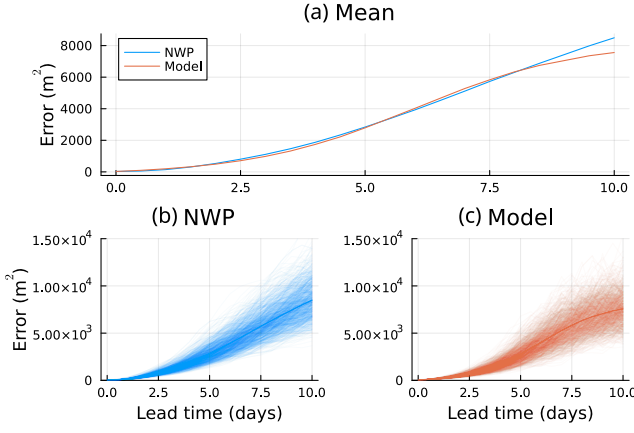 (a) Mean
NWP
Model
8000
6000
4000
2000
0
Error (m²)
0.0 2.5 5.0 7.5 10.0
(b) NWP
(c) Model
1.50×10⁴
1.00×10⁴
5.00×10³
0
Error (m²)
0.0 2.5 5.0 7.5 10.0
Lead time (days)
1.50×10⁴
1.00×10⁴
5.00×10³
0
0.0 2.5 5.0 7.5 10.0
Lead time (days)